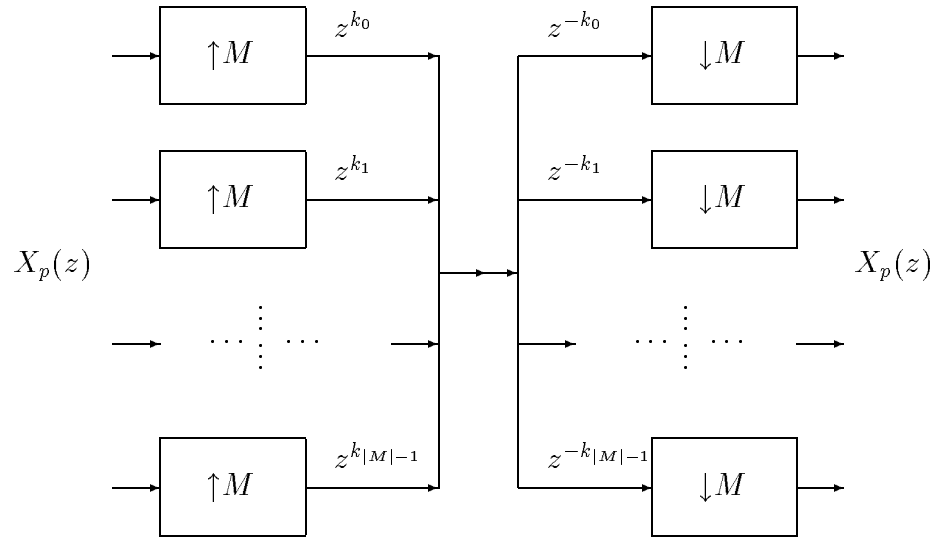 z^{k_0} z^{-k_0}
↑M ↓M
z^{k_1} z^{-k_1}
↑M ↓M
X_p(z) X_p(z)
z^{k_{|M|-1}} z^{-k_{|M|-1}}
↑M ↓M